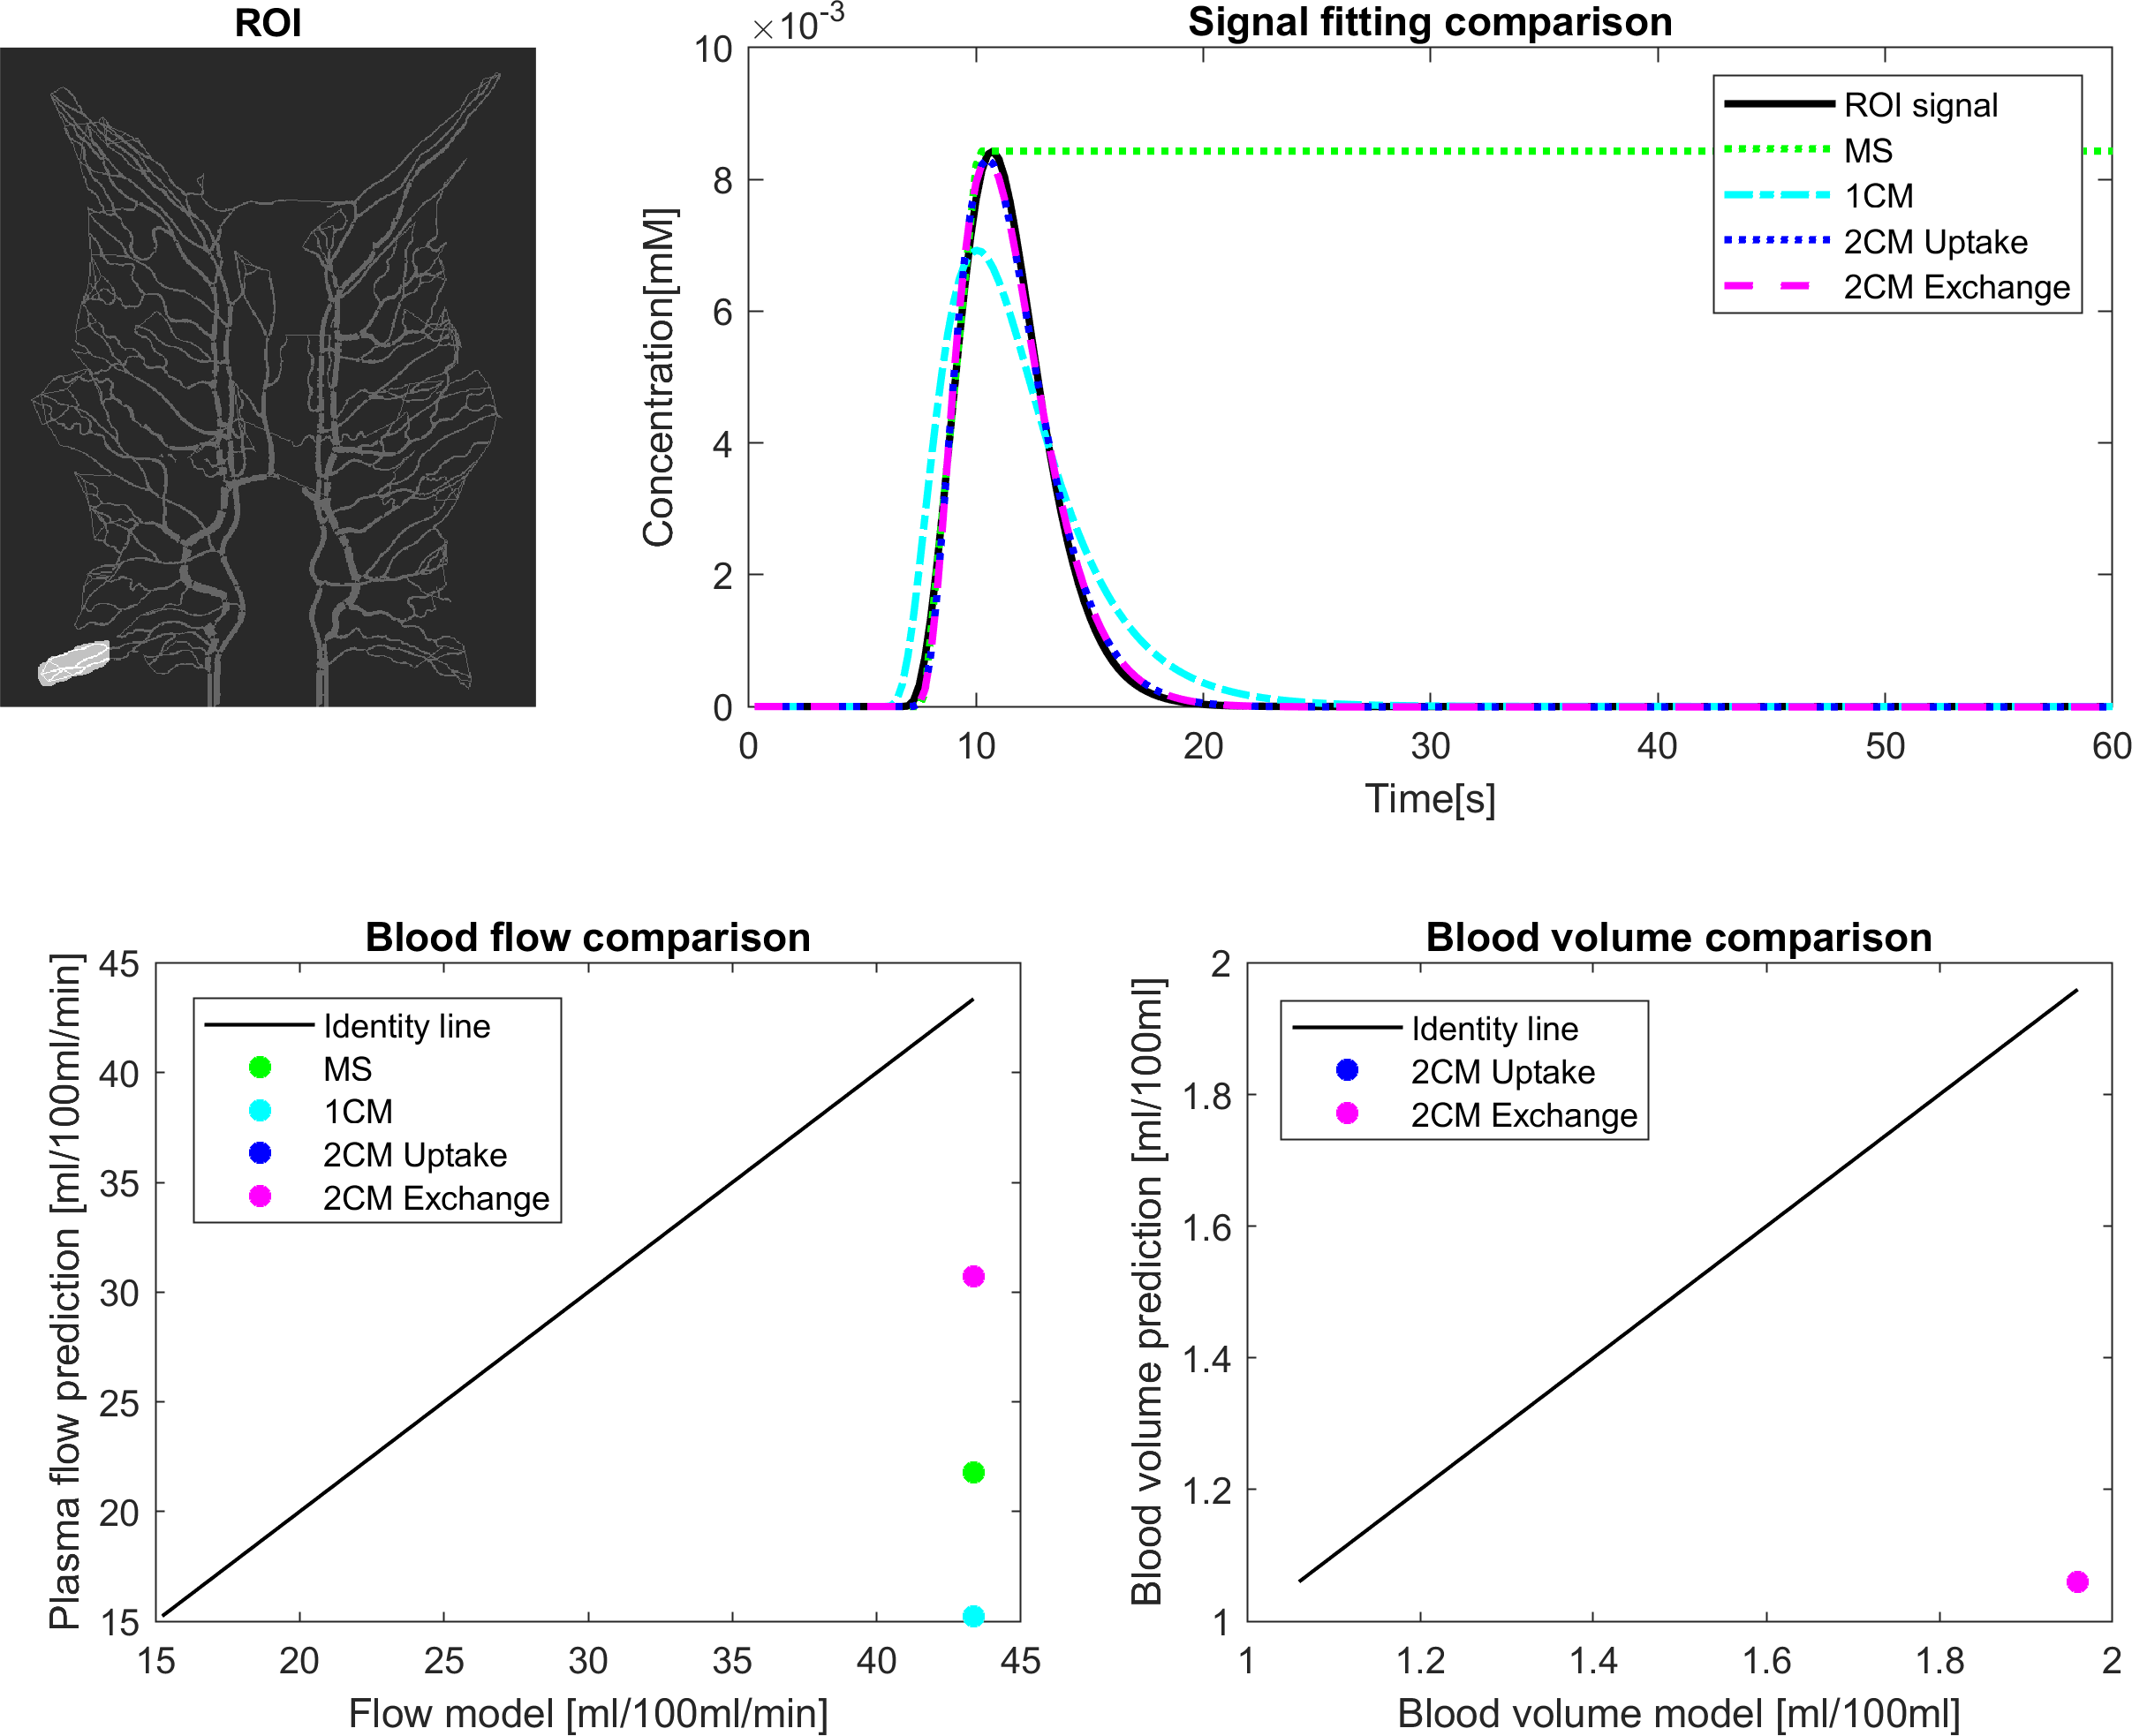 ROI
Signal fitting comparison
×10-3
10
8
6
4
2
0
Concentration[mM]
0 10 20 30 40 50 60
Time[s]
ROI signal
MS
1CM
2CM Uptake
2CM Exchange
Blood flow comparison
45
40
35
30
25
20
15
Plasma flow prediction [ml/100ml/min]
15 20 25 30 35 40 45
Flow model [ml/100ml/min]
Identity line
MS
1CM
2CM Uptake
2CM Exchange
Blood volume comparison
2
1.8
1.6
1.4
1.2
1
Blood volume prediction [ml/100ml]
1 1.2 1.4 1.6 1.8 2
Blood volume model [ml/100ml]
Identity line
2CM Uptake
2CM Exchange